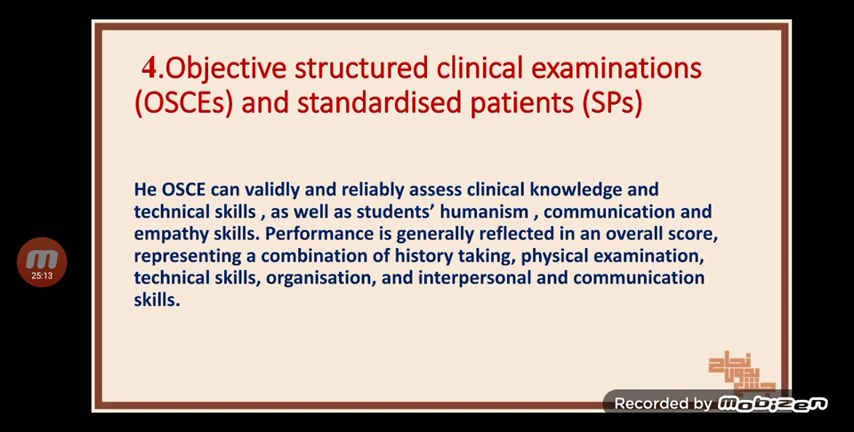 4.Objective structured clinical examinations
(OSCEs) and standardised patients (SPs)
He OSCE can validly and reliably assess clinical knowledge and
technical skills , as well as students' humanism , communication and
empathy skills. Performance is generally reflected in an overall score,
representing a combination of history taking, physical examination,
technical skills, organisation, and interpersonal and communication
skills.
25:13
نجاح
بدون
Recorded by mobizen